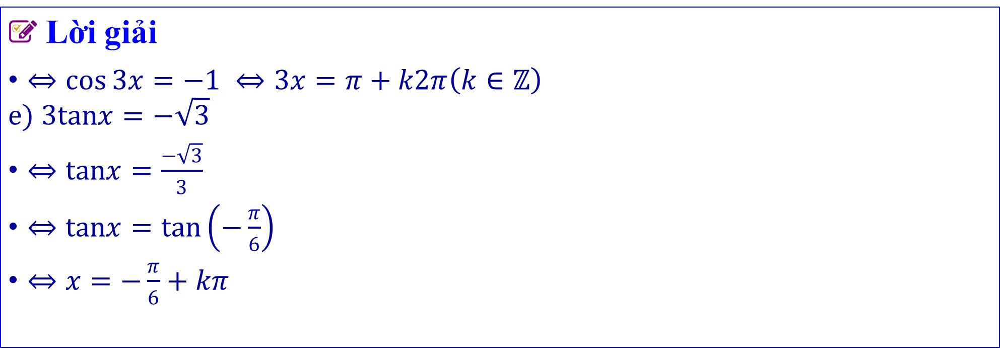 Lời giải
• ⇔ cos 3x = −1 ⇔ 3x = π + k2π(k ∈ ℤ)
e) 3tanx = −√3
• ⇔ tanx = −√3/3
• ⇔ tanx = tan(−π/6)
• ⇔ x = −π/6 + kπ